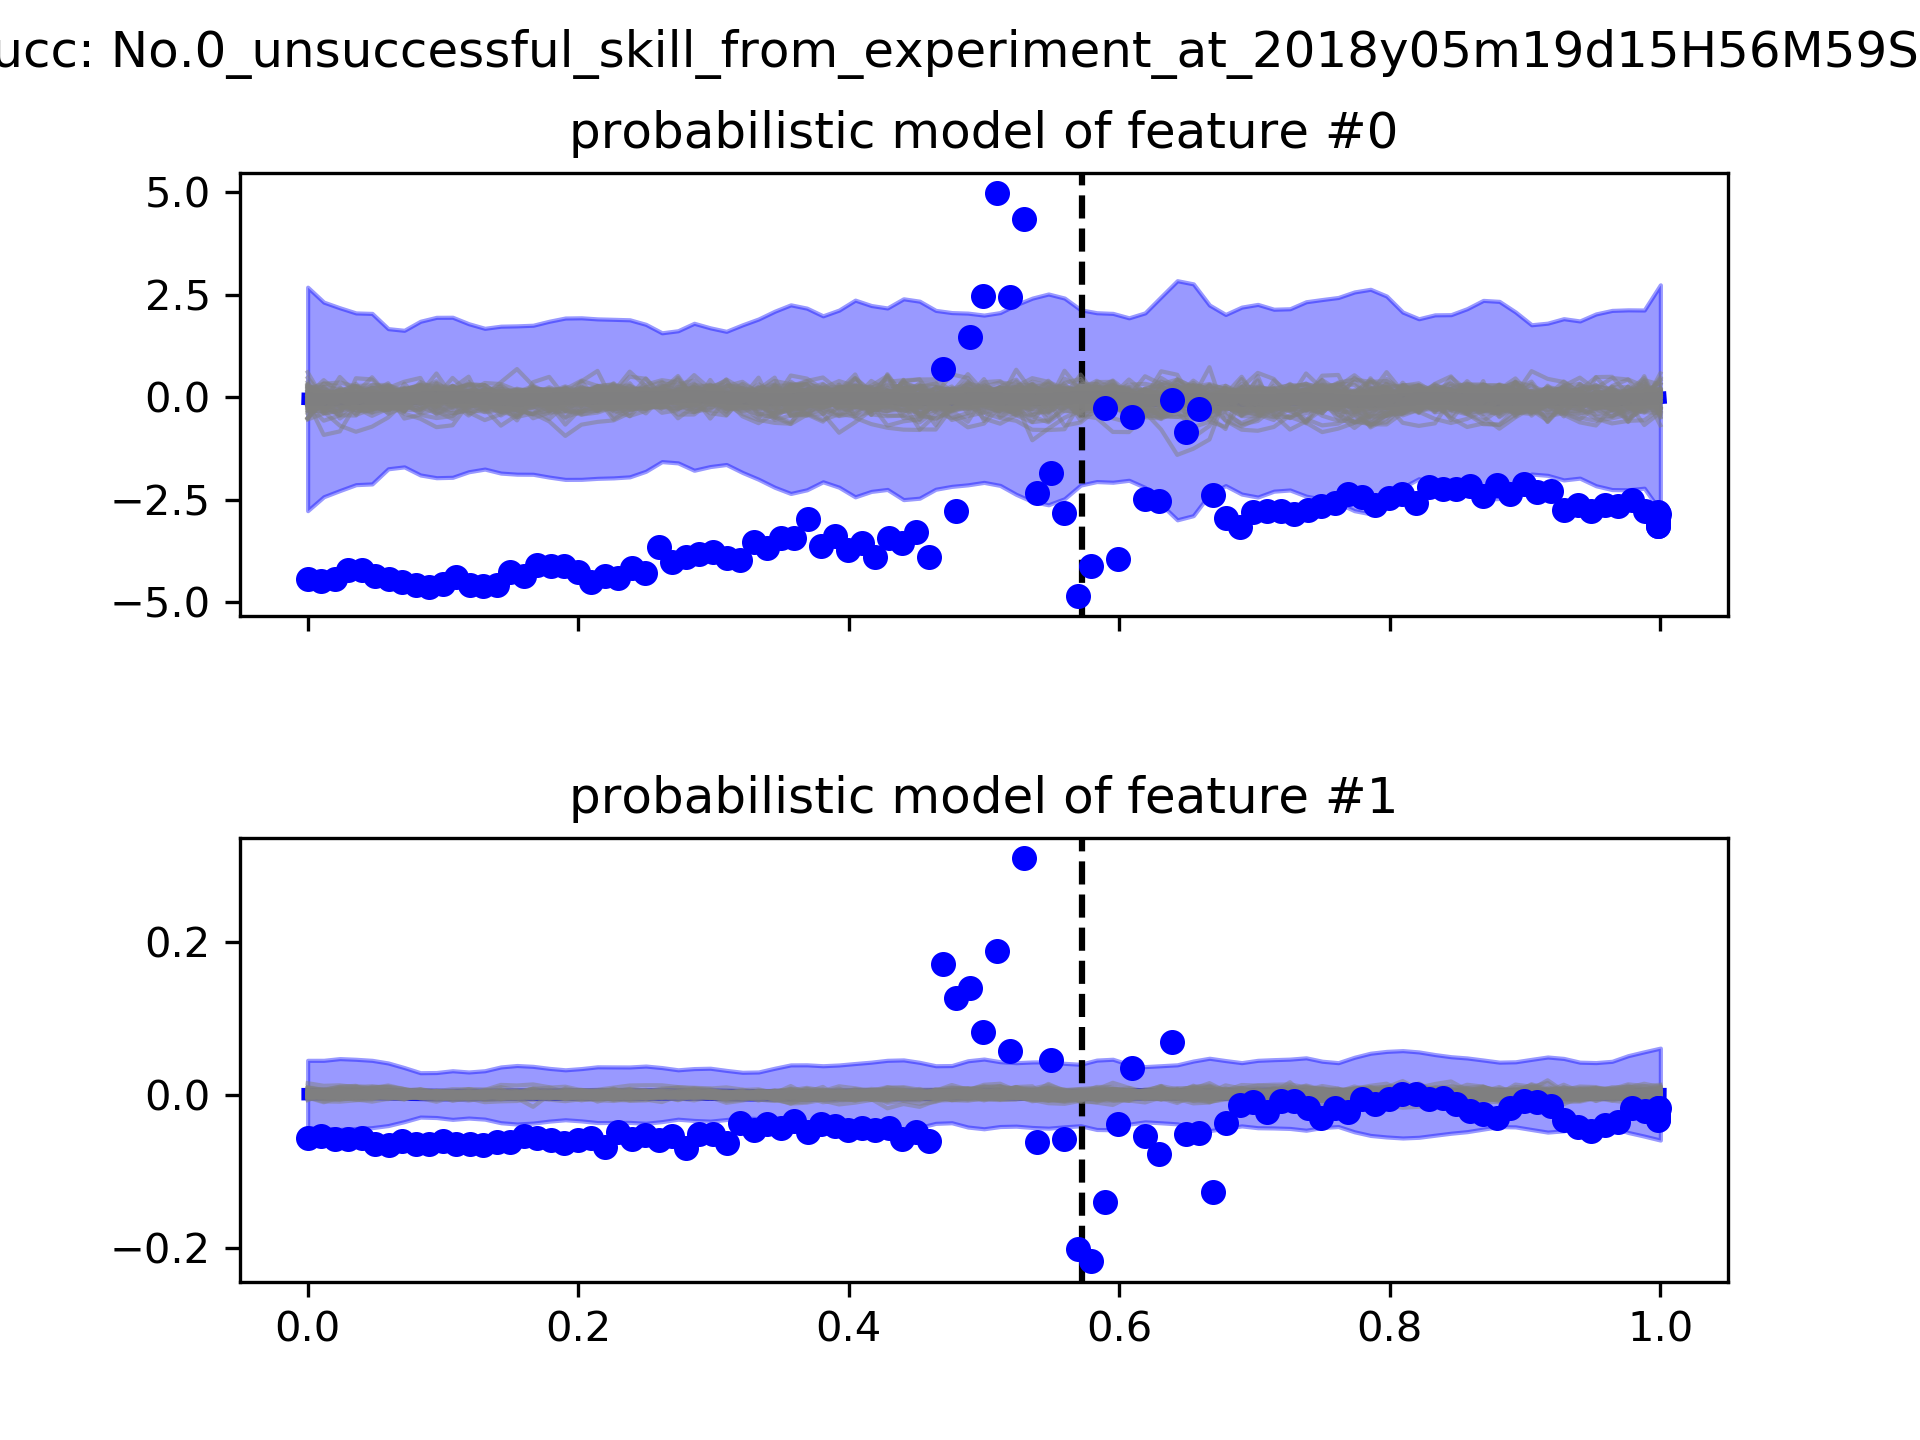 ucc: No.0_unsuccessful_skill_from_experiment_at_2018y05m19d15H56M59S
probabilistic model of feature #0
5.0
2.5
0.0
−2.5
−5.0
probabilistic model of feature #1
0.2
0.0
−0.2
0.0 0.2 0.4 0.6 0.8 1.0